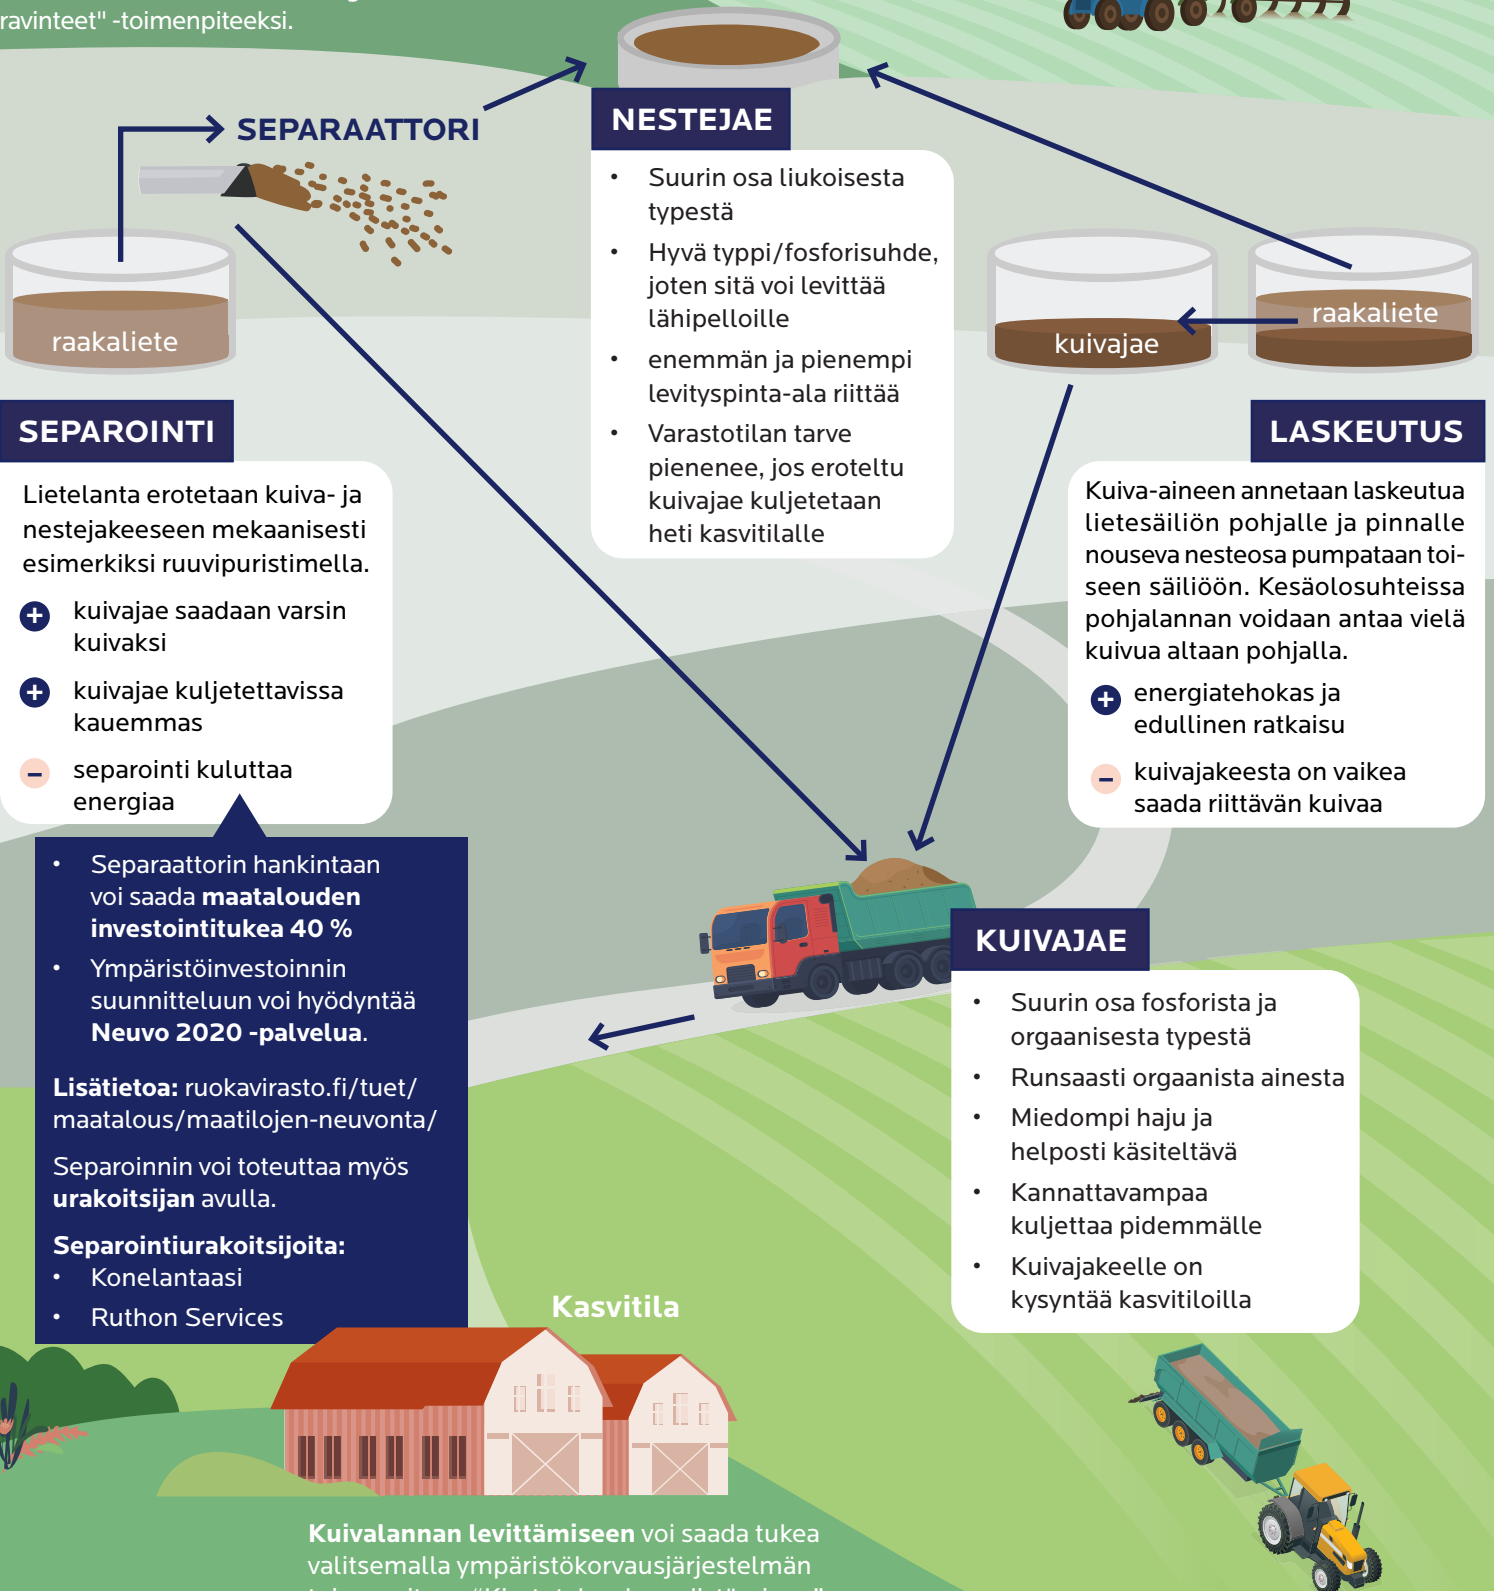 ravinteet" -toimenpiteeksi.
SEPARAATTORI
raakaliete
SEPAROINTI
Lietelanta erotetaan kuiva- ja
nestejakeeseen mekaanisesti
esimerkiksi ruuvipuristimella.
+ kuivajae saadaan varsin
kuivaksi
+ kuivajae kuljetettavissa
kauemmas
– separointi kuluttaa
energiaa
• Separaattorin hankintaan
voi saada maatalouden
investointitukea 40 %
• Ympäristöinvestoinnin
suunnitteluun voi hyödyntää
Neuvo 2020 -palvelua.
Lisätietoa: ruokavirasto.fi/tuet/
maatalous/maatilojen-neuvonta/
Separoinnin voi toteuttaa myös
urakoitsijan avulla.
Separointiurakoitsijoita:
• Konelantaasi
• Ruthon Services
NESTEJAE
• Suurin osa liukoisesta
typestä
• Hyvä typpi/fosforisuhde,
joten sitä voi levittää
lähipelloille
• enemmän ja pienempi
levityspinta-ala riittää
• Varastotilan tarve
pienenee, jos eroteltu
kuivajae kuljetetaan
heti kasvitilalle
kuivajae
raakaliete
LASKEUTUS
Kuiva-aineen annetaan laskeutua
lietesäiliön pohjalle ja pinnalle
nouseva nesteosa pumpataan toi-
seen säiliöön. Kesäolosuhteissa
pohjalannan voidaan antaa vielä
kuivua altaan pohjalla.
+ energiatehokas ja
edullinen ratkaisu
– kuivajakeesta on vaikea
saada riittävän kuivaa
KUIVAJAE
• Suurin osa fosforista ja
orgaanisesta typestä
• Runsaasti orgaanista ainesta
• Miedompi haju ja
helposti käsiteltävä
• Kannattavampaa
kuljettaa pidemmälle
• Kuivajakeelle on
kysyntää kasvitiloilla
Kasvitila
Kuivalannan levittämiseen voi saada tukea
valitsemalla ympäristökorvausjärjestelmän